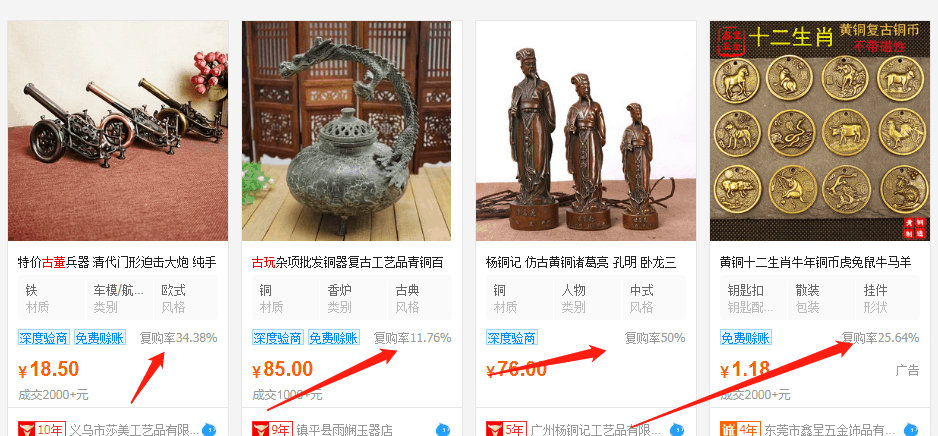 十二生肖
黄铜复古铜币
不带磁性
特价古董兵器 清代门形迫击大炮 纯手
铁
车模/航...
欧式
材质
类别
风格
深度验商
免费赊账
复购率34.38%
¥18.50
成交2000+元
10年
义乌市莎美工艺品有限...
古玩杂项批发铜器复古工艺品青铜百
铜
香炉
古典
材质
类别
风格
深度验商
免费赊账
复购率11.76%
¥85.00
成交1000+元
9年
镇平县雨娴玉器店
杨铜记 仿古黄铜诸葛亮 孔明 卧龙三
铜
人物
中式
材质
类别
风格
深度验商
复购率50%
¥76.00
5年
广州杨铜记工艺品有限...
黄铜十二生肖牛年铜币虎兔鼠牛马羊
钥匙扣
散装
挂件
钥匙配...
包装
形状
免费赊账
复购率25.64%
¥1.18
广告
成交2000+元
4年
东莞市鑫呈五金饰品有...